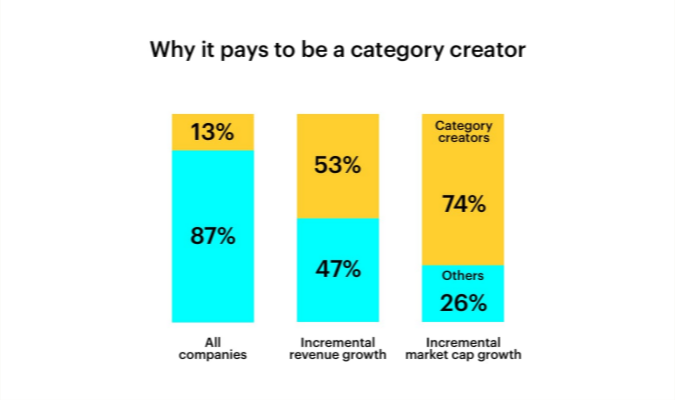 Why it pays to be a category creator
13%
87%
53%
47%
Category
creators
74%
Others
26%
All
companies
Incremental
revenue growth
Incremental
market cap growth